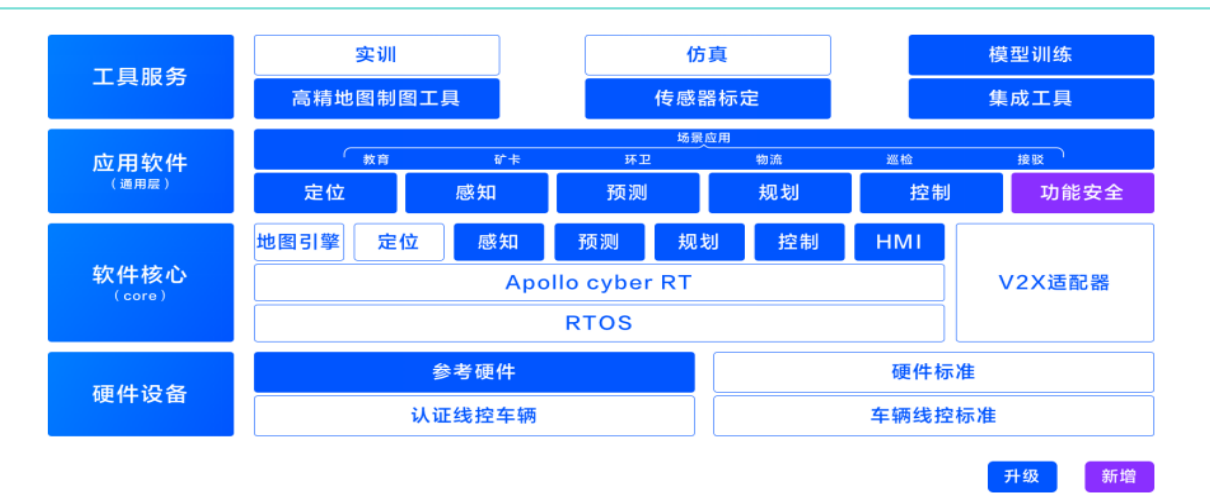 工具服务
实训
仿真
模型训练
高精地图制图工具
传感器标定
集成工具
应用软件
（通用层）
场景应用
教育
矿卡
环卫
物流
巡检
接驳
定位
感知
预测
规划
控制
功能安全
软件核心
（core）
地图引擎
定位
感知
预测
规划
控制
HMI
V2X适配器
Apollo cyber RT
RTOS
硬件设备
参考硬件
硬件标准
认证线控车辆
车辆线控标准
升级
新增